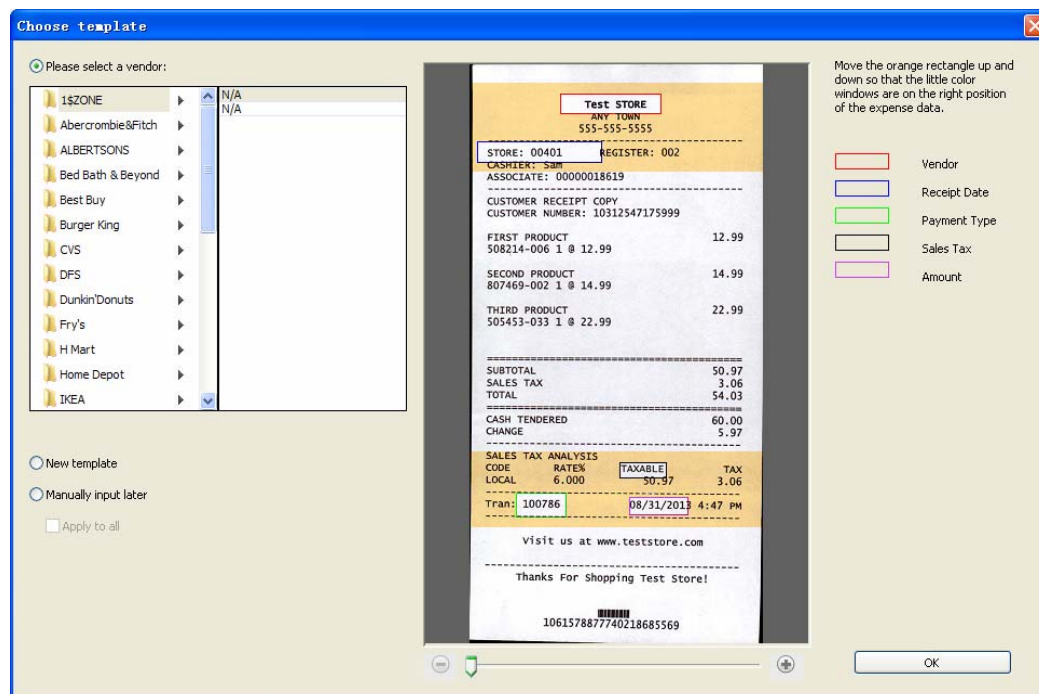 Choose template
Please select a vendor:
1$ZONE
Abercrombie&Fitch
ALBERTSONS
Bed Bath & Beyond
Best Buy
Burger King
CVS
DFS
Dunkin'Donuts
Fry's
H Mart
Home Depot
IKEA
N/A
N/A
New template
Manually input later
Apply to all
Test STORE
ANY TOWN
555-555-5555
STORE: 00401 REGISTER: 002
CASHIER: Sam
ASSOCIATE: 00000018619
CUSTOMER RECEIPT COPY
CUSTOMER NUMBER: 10312547175999
FIRST PRODUCT 12.99
508214-006 1 @ 12.99
SECOND PRODUCT 14.99
807469-002 1 @ 14.99
THIRD PRODUCT 22.99
505453-033 1 @ 22.99
SUBTOTAL 50.97
SALES TAX 3.06
TOTAL 54.03
CASH TENDERED 60.00
CHANGE 5.97
SALES TAX ANALYSIS
CODE RATE% TAXABLE TAX
LOCAL 6.000 50.97 3.06
Tran: 100786 08/31/2013 4:47 PM
Visit us at www.teststore.com
Thanks For Shopping Test Store!
1061578877740218685569
Move the orange rectangle up and
down so that the little color
windows are on the right position
of the expense data.
Vendor
Receipt Date
Payment Type
Sales Tax
Amount
OK